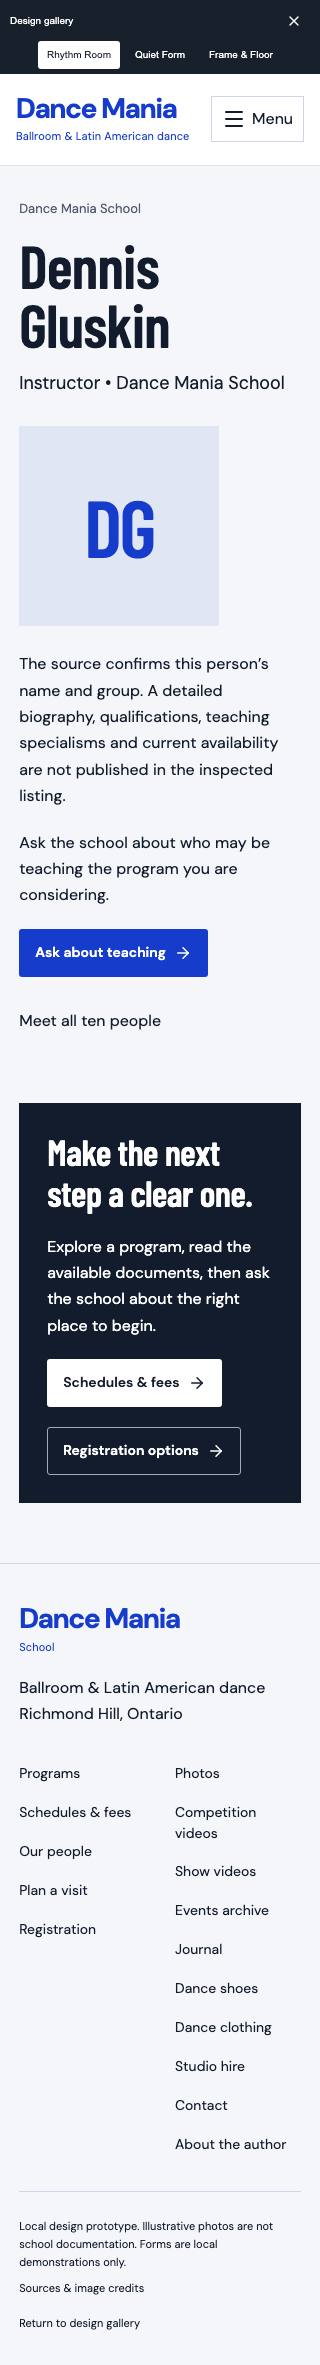 Design gallery
Rhythm Room
Quiet Form
Frame & Floor
Dance Mania
Ballroom & Latin American dance
Menu
Dance Mania School
Dennis
Gluskin
Instructor • Dance Mania School
DG
The source confirms this person’s
name and group. A detailed
biography, qualifications, teaching
specialisms and current availability
are not published in the inspected
listing.
Ask the school about who may be
teaching the program you are
considering.
Ask about teaching
Meet all ten people
Make the next
step a clear one.
Explore a program, read the
available documents, then ask
the school about the right
place to begin.
Schedules & fees
Registration options
Dance Mania
School
Ballroom & Latin American dance
Richmond Hill, Ontario
Programs
Schedules & fees
Our people
Plan a visit
Registration
Photos
Competition
videos
Show videos
Events archive
Journal
Dance shoes
Dance clothing
Studio hire
Contact
About the author
Local design prototype. Illustrative photos are not
school documentation. Forms are local
demonstrations only.
Sources & image credits
Return to design gallery